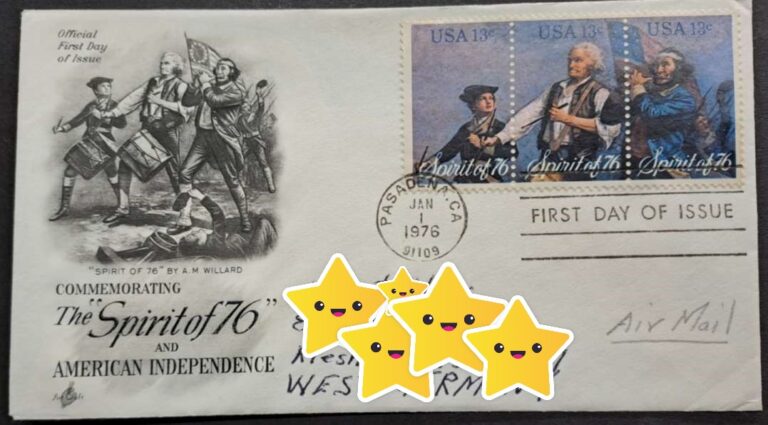 Official
First Day
of Issue
"SPIRIT OF 76" BY A.M. WILLARD
COMMEMORATING
The "Spirit of 76"
AND
AMERICAN INDEPENDENCE
USA 13c
USA 13c
USA 13c
Spirit of 76
Spirit of 76
Spirit of 76
PASADENA, CA
JAN
1
1976
91109
FIRST DAY OF ISSUE
Air Mail